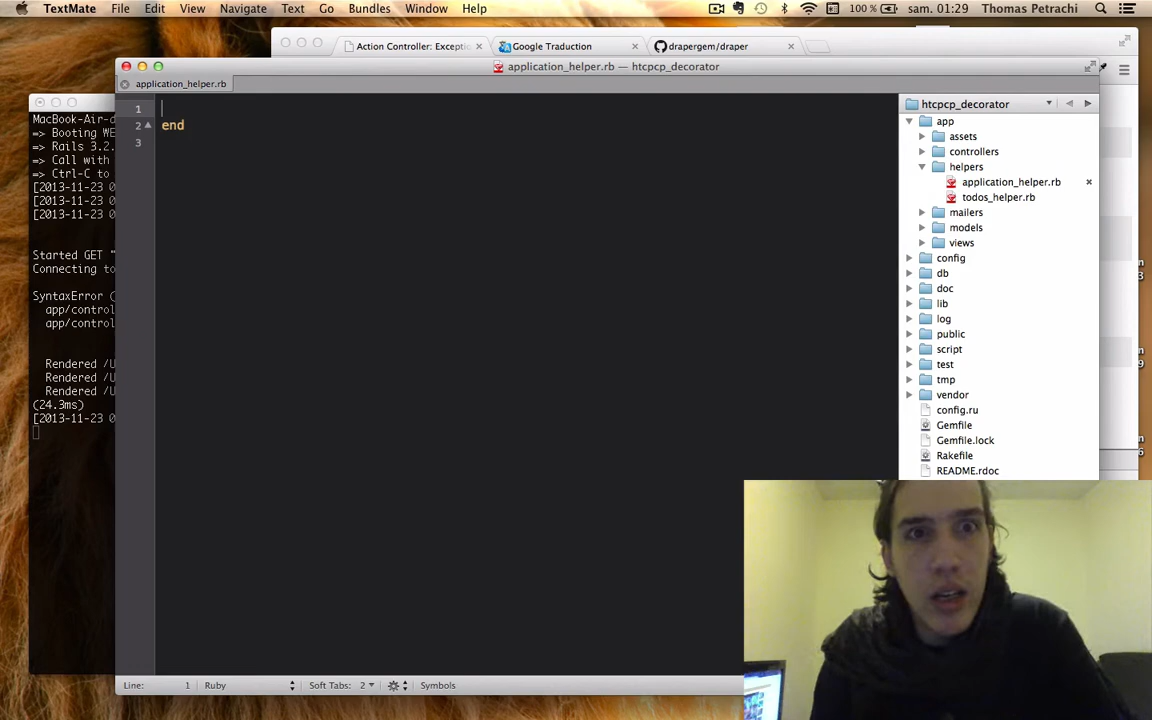 TextMate File Edit View Navigate Text Go Bundles Window Help 100 % sam. 01:29 Thomas Petrachi
Action Controller: Excepti
Google Traduction
drapergem/draper
application_helper.rb — htcpcp_decorator
application_helper.rb
htcpcp_decorator
1
2 end
3
app
assets
controllers
helpers
application_helper.rb
todos_helper.rb
mailers
models
views
config
db
doc
lib
log
public
script
test
tmp
vendor
config.ru
Gemfile
Gemfile.lock
Rakefile
README.rdoc
MacBook-Air-d
=> Booting WE
=> Rails 3.2.
=> Call with
=> Ctrl-C to
[2013-11-23 0
[2013-11-23 0
[2013-11-23 0
Started GET "
Connecting to
SyntaxError (
app/control
app/control
Rendered /U
Rendered /U
Rendered /U
(24.3ms)
[2013-11-23 0
Line: 1 Ruby Soft Tabs: 2 Symbols